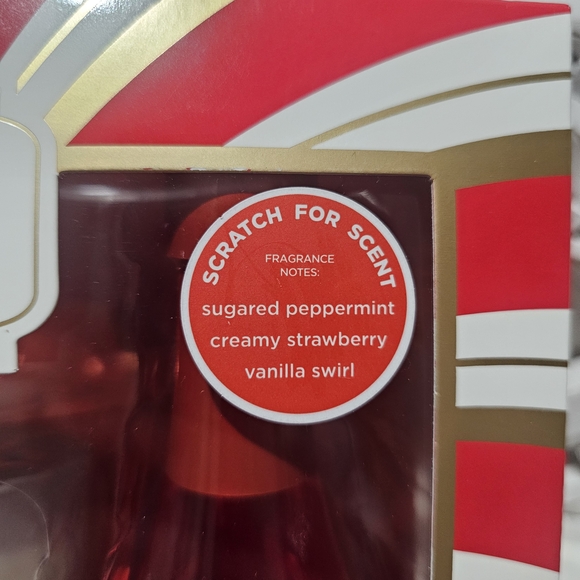 SCRATCH FOR SCENT
FRAGRANCE
NOTES:
sugared peppermint
creamy strawberry
vanilla swirl